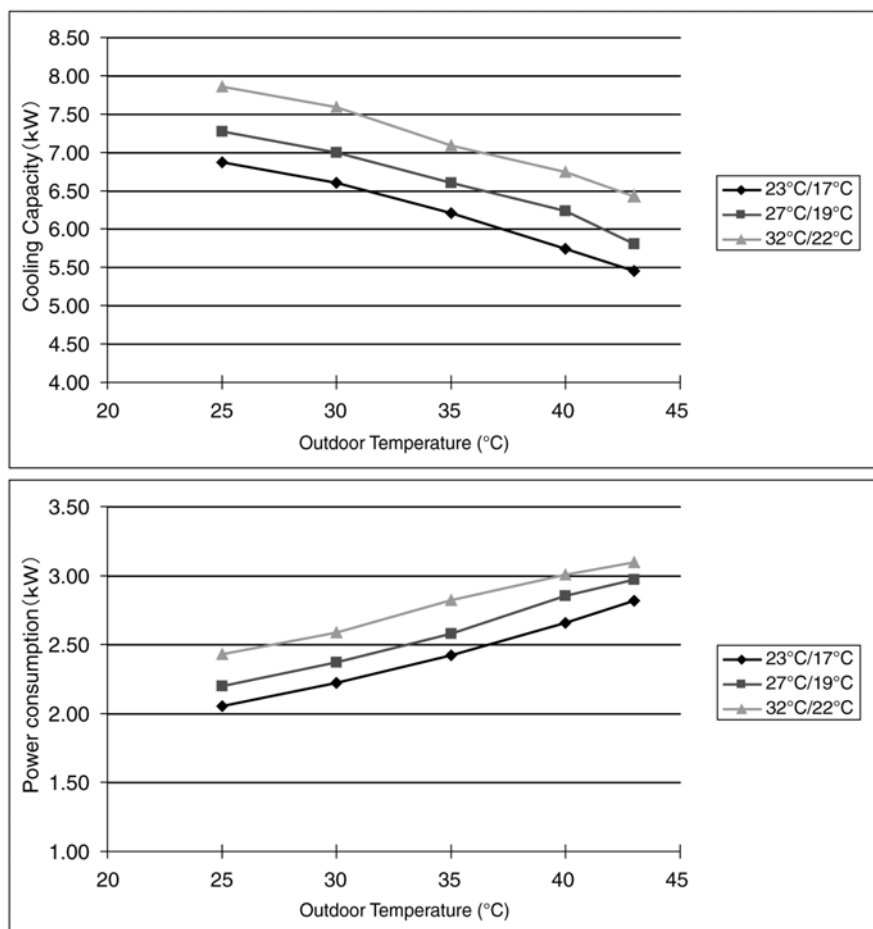 8.50
8.00
7.50
7.00
6.50
6.00
5.50
5.00
4.50
4.00
Cooling Capacity (kW)
20 25 30 35 40 45
Outdoor Temperature (°C)
23°C/17°C
27°C/19°C
32°C/22°C
3.50
3.00
2.50
2.00
1.50
1.00
Power consumption (kW)
20 25 30 35 40 45
Outdoor Temperature (°C)
23°C/17°C
27°C/19°C
32°C/22°C